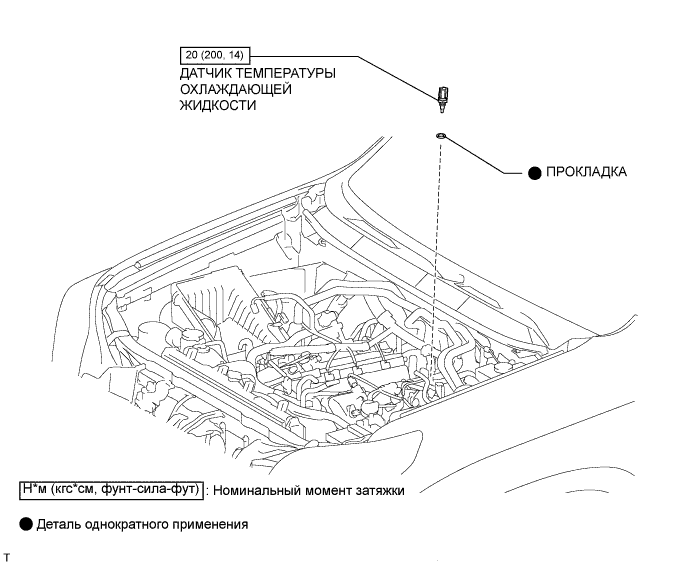 20 (200, 14)
ДАТЧИК ТЕМПЕРАТУРЫ
ОХЛАЖДАЮЩЕЙ
ЖИДКОСТИ
ПРОКЛАДКА
Н*м (кгс*см, фунт-сила-фут) : Номинальный момент затяжки
Деталь однократного применения
T